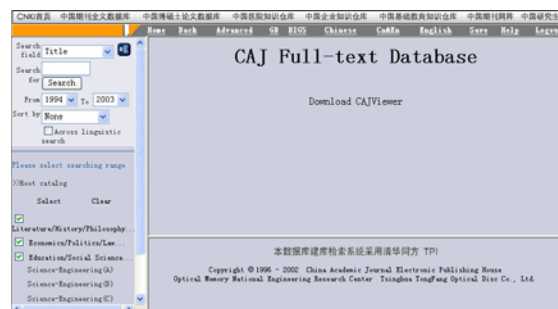 CNKI首页 中国期刊全文数据库 中国博硕士论文数据库 中国医院知识仓库 中国企业知识仓库 中国基础教育知识仓库 中国期刊网 中国研究生
Home Back Advanced GB BIG5 Chinese English Save Help
Search field Title
Search for
Search
From 1994 To 2003
Sort by None
Across linguistic search
Please select searching range
>>Root catalog
Select Clear
Literature/History/Philosophy...
Economics/Politics/Law...
Education/Social Science...
Science-Engineering(A)
Science-Engineering(B)
Science-Engineering(C)
CAJ Full-text Database
Download CAJViewer
本数据库建库检索系统采用清华同方 TPI
Copyright ©1996 - 2002 China Academic Journal Electronic Publishing House
Optical Memory National Engineering Research Center Tsinghua TongFang Optical Disc Co., Ltd.